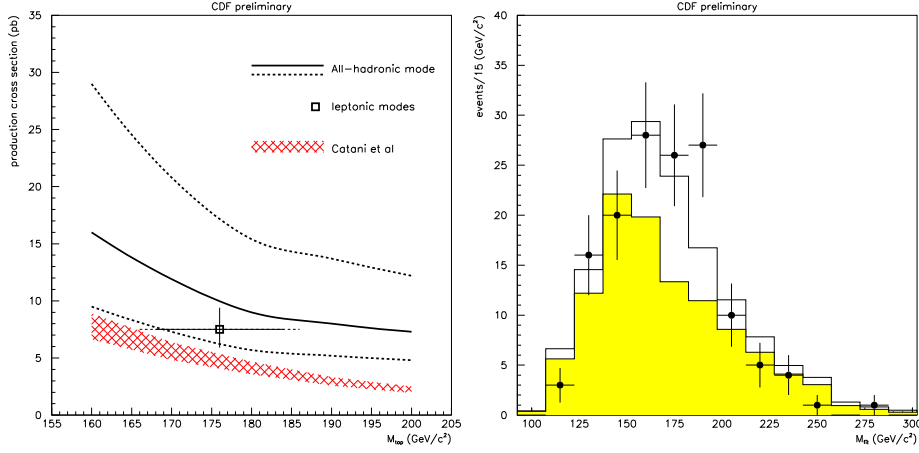 CDF preliminary
production cross section (pb)
35
30
25
20
15
10
5
0
All-hadronic mode
leptonic modes
Catani et al
155 160 165 170 175 180 185 190 195 200 205
M_top (GeV/c²)
CDF preliminary
events/15 (GeV/c²)
40
35
30
25
20
15
10
5
0
100 125 150 175 200 225 250 275 300
M_fit (GeV/c²)